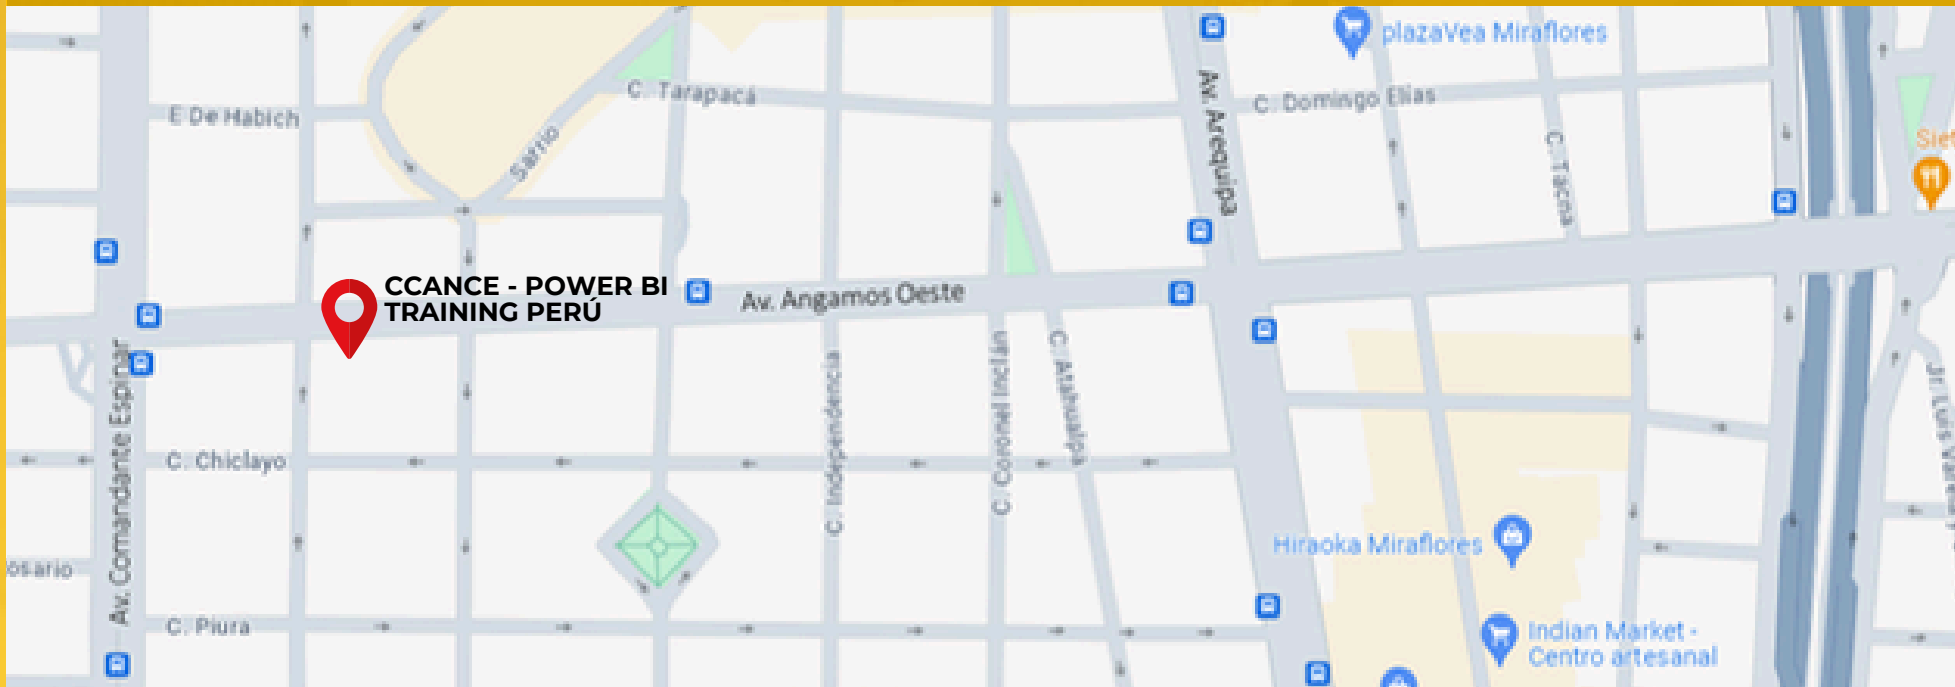 plazaVea Miraflores
C. Tarapacá
E De Habich
C. Domingo Elías
Av. Arequipa
Sarrio
C. Tacna
CCANCE - POWER BI
TRAINING PERÚ
Av. Angamos Oeste
Av. Comandante Espinar
C. Independencia
C. Coronel Inclán
C. Atahualpa
C. Chiclayo
Hiraoka Miraflores
C. Piura
Indian Market -
Centro artesanal